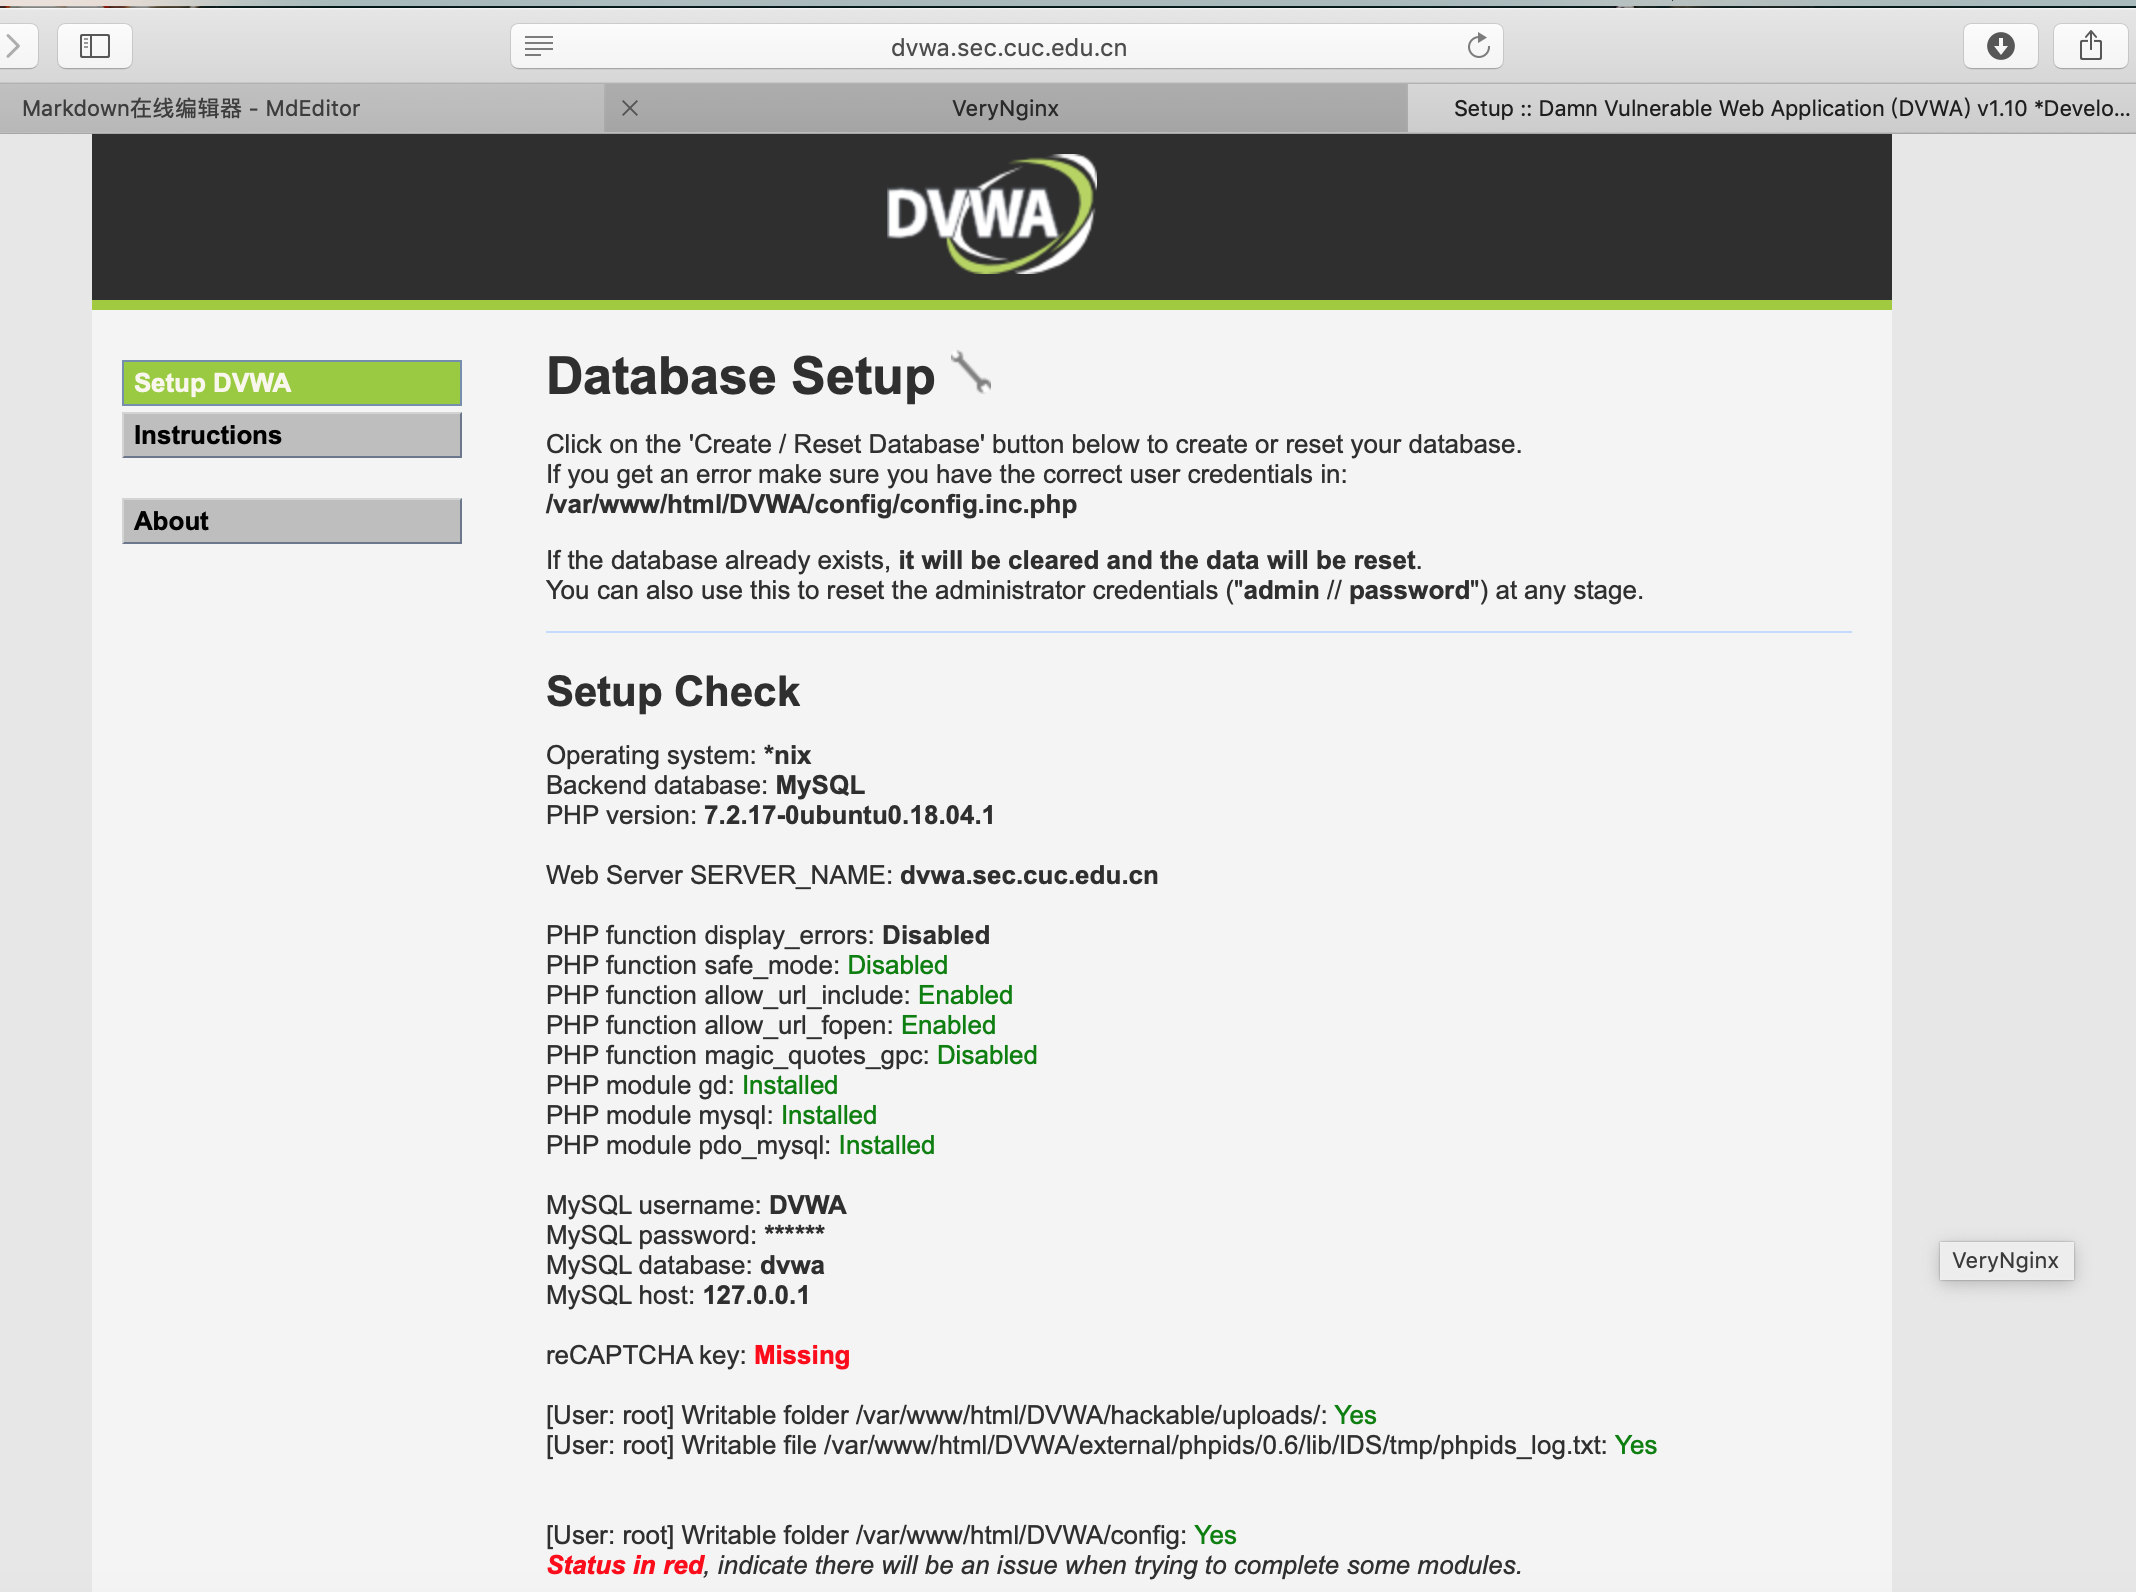 dvwa.sec.cuc.edu.cn
Markdown在线编辑器 - MdEditor
VeryNginx
Setup :: Damn Vulnerable Web Application (DVWA) v1.10 *Develo...
DVWA
Setup DVWA
Instructions
About
Database Setup
Click on the 'Create / Reset Database' button below to create or reset your database.
If you get an error make sure you have the correct user credentials in:
/var/www/html/DVWA/config/config.inc.php
If the database already exists, it will be cleared and the data will be reset.
You can also use this to reset the administrator credentials ("admin // password") at any stage.
Setup Check
Operating system: *nix
Backend database: MySQL
PHP version: 7.2.17-0ubuntu0.18.04.1
Web Server SERVER_NAME: dvwa.sec.cuc.edu.cn
PHP function display_errors: Disabled
PHP function safe_mode: Disabled
PHP function allow_url_include: Enabled
PHP function allow_url_fopen: Enabled
PHP function magic_quotes_gpc: Disabled
PHP module gd: Installed
PHP module mysql: Installed
PHP module pdo_mysql: Installed
MySQL username: DVWA
MySQL password: ******
MySQL database: dvwa
MySQL host: 127.0.0.1
VeryNginx
reCAPTCHA key: Missing
[User: root] Writable folder /var/www/html/DVWA/hackable/uploads/: Yes
[User: root] Writable file /var/www/html/DVWA/external/phpids/0.6/lib/IDS/tmp/phpids_log.txt: Yes
[User: root] Writable folder /var/www/html/DVWA/config: Yes
Status in red, indicate there will be an issue when trying to complete some modules.